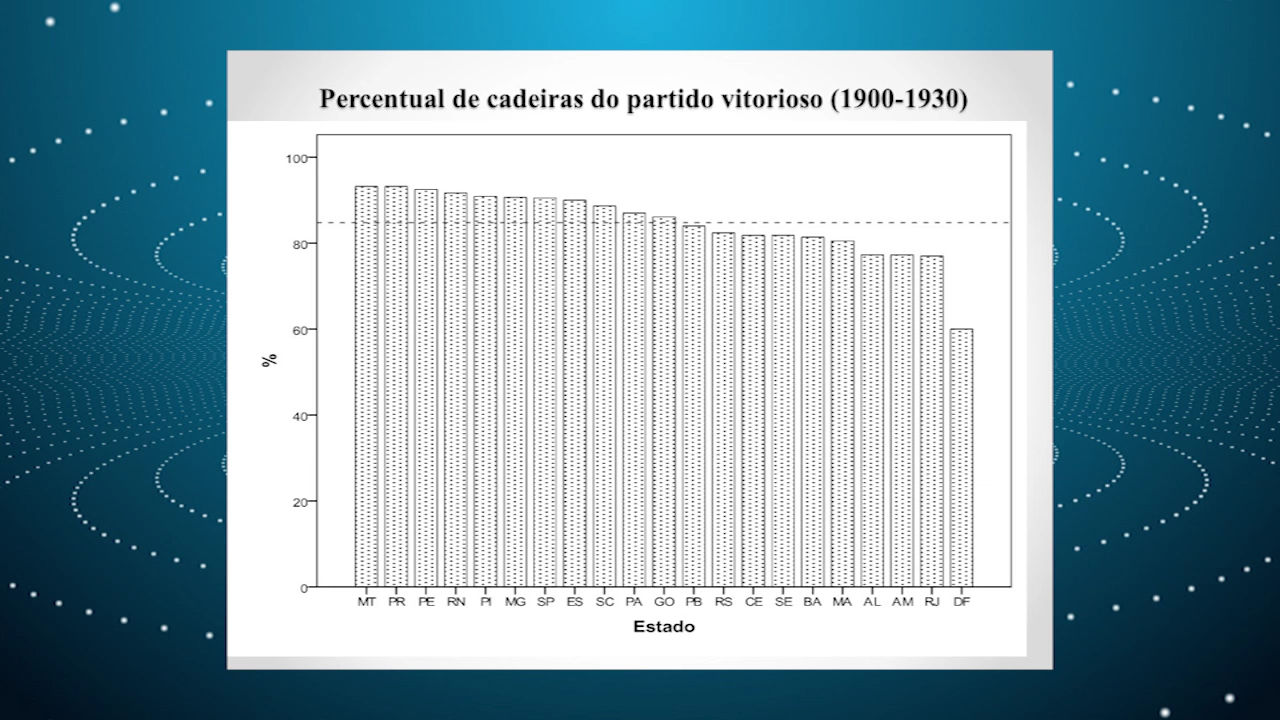 Percentual de cadeiras do partido vitorioso (1900-1930)
100
80
60
40
20
0
%
MT PR PE RN PI MG SP ES SC PA GO PB RS CE SE BA MA AL AM RJ DF
Estado